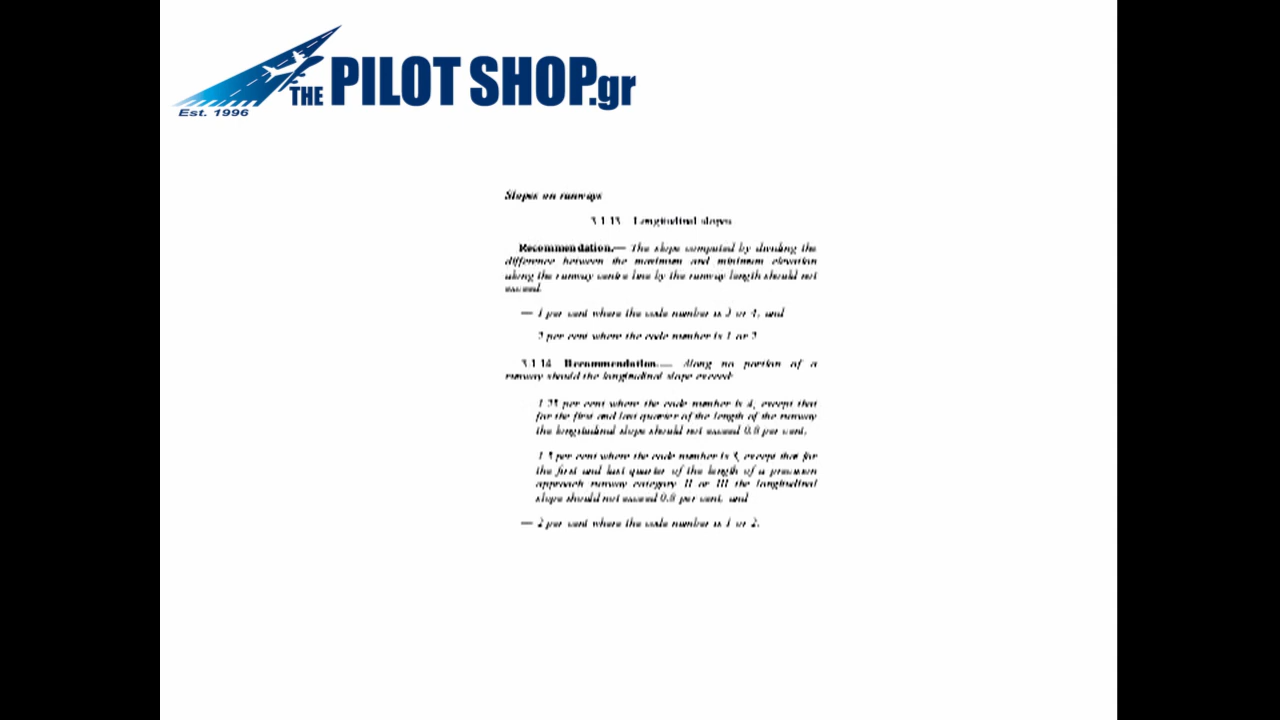 THE PILOT SHOP.gr
Est. 1996
Slopes on runways
3.1.13 Longitudinal slopes
Recommendation.— The slope computed by dividing the
difference between the maximum and minimum elevation
along the runway centre line by the runway length should not
exceed:
— 1 per cent where the code number is 3 or 4; and
2 per cent where the code number is 1 or 2
3.1.14 Recommendation.— Along no portion of a
runway should the longitudinal slope exceed:
1.25 per cent where the code number is 4, except that
for the first and last quarter of the length of the runway
the longitudinal slope should not exceed 0.8 per cent;
1.5 per cent where the code number is 3, except that for
the first and last quarter of the length of a precision
approach runway category II or III the longitudinal
slope should not exceed 0.8 per cent; and
— 2 per cent where the code number is 1 or 2.